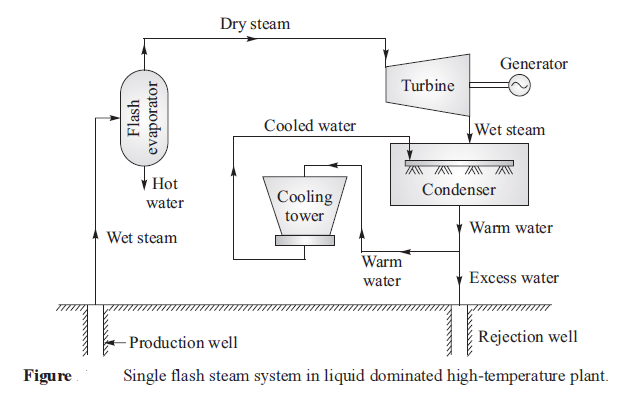 Dry steam
Generator
Turbine
Flash
evaporator
Cooled water
Wet steam
Hot
water
Cooling
tower
Condenser
Wet steam
Warm water
Warm
water
Excess water
Production well
Rejection well
Figure Single flash steam system in liquid dominated high-temperature plant.